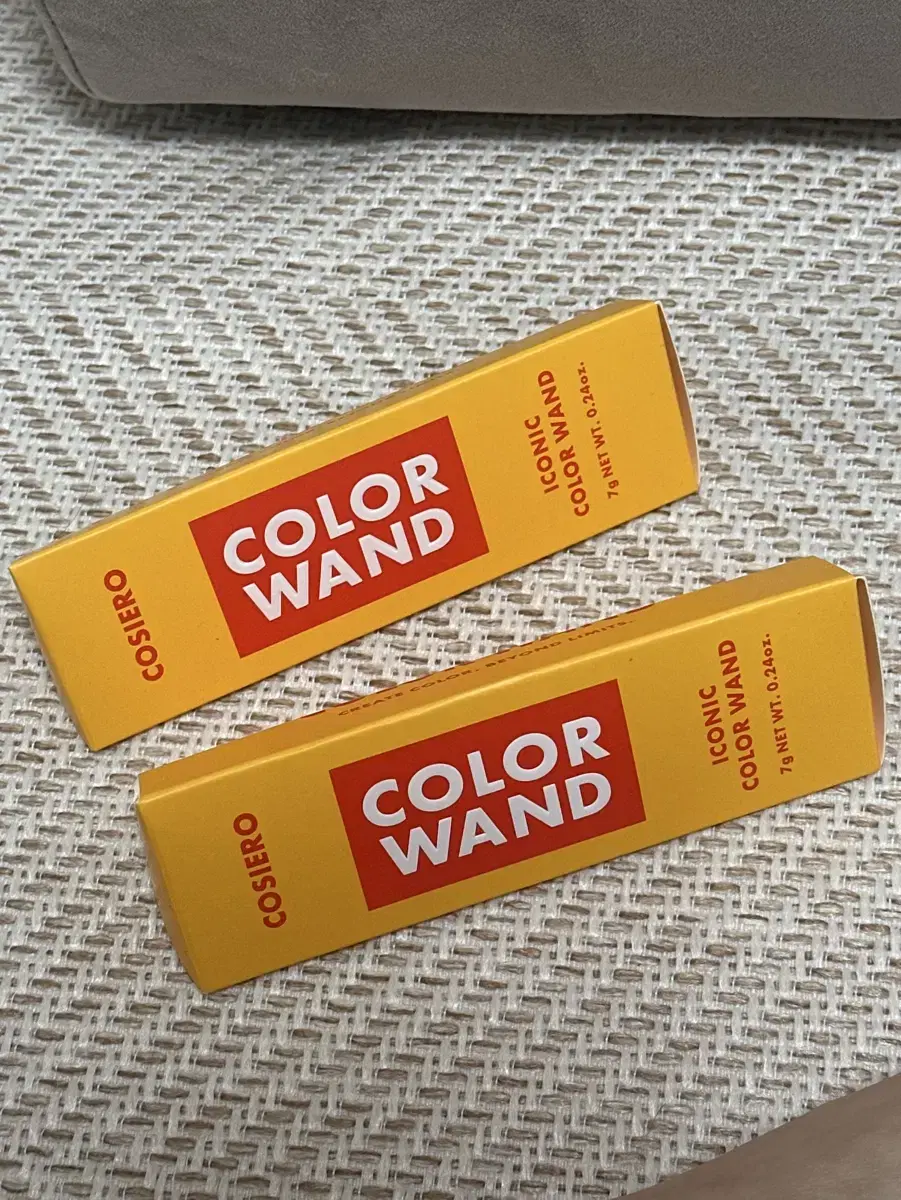 COSIERO
COLOR
WAND
ICONIC
COLOR WAND
7g NET WT. 0.24oz.
CREATE COLOR. BEYOND LIMITS.
COSIERO
COLOR
WAND
ICONIC
COLOR WAND
7g NET WT. 0.24oz.